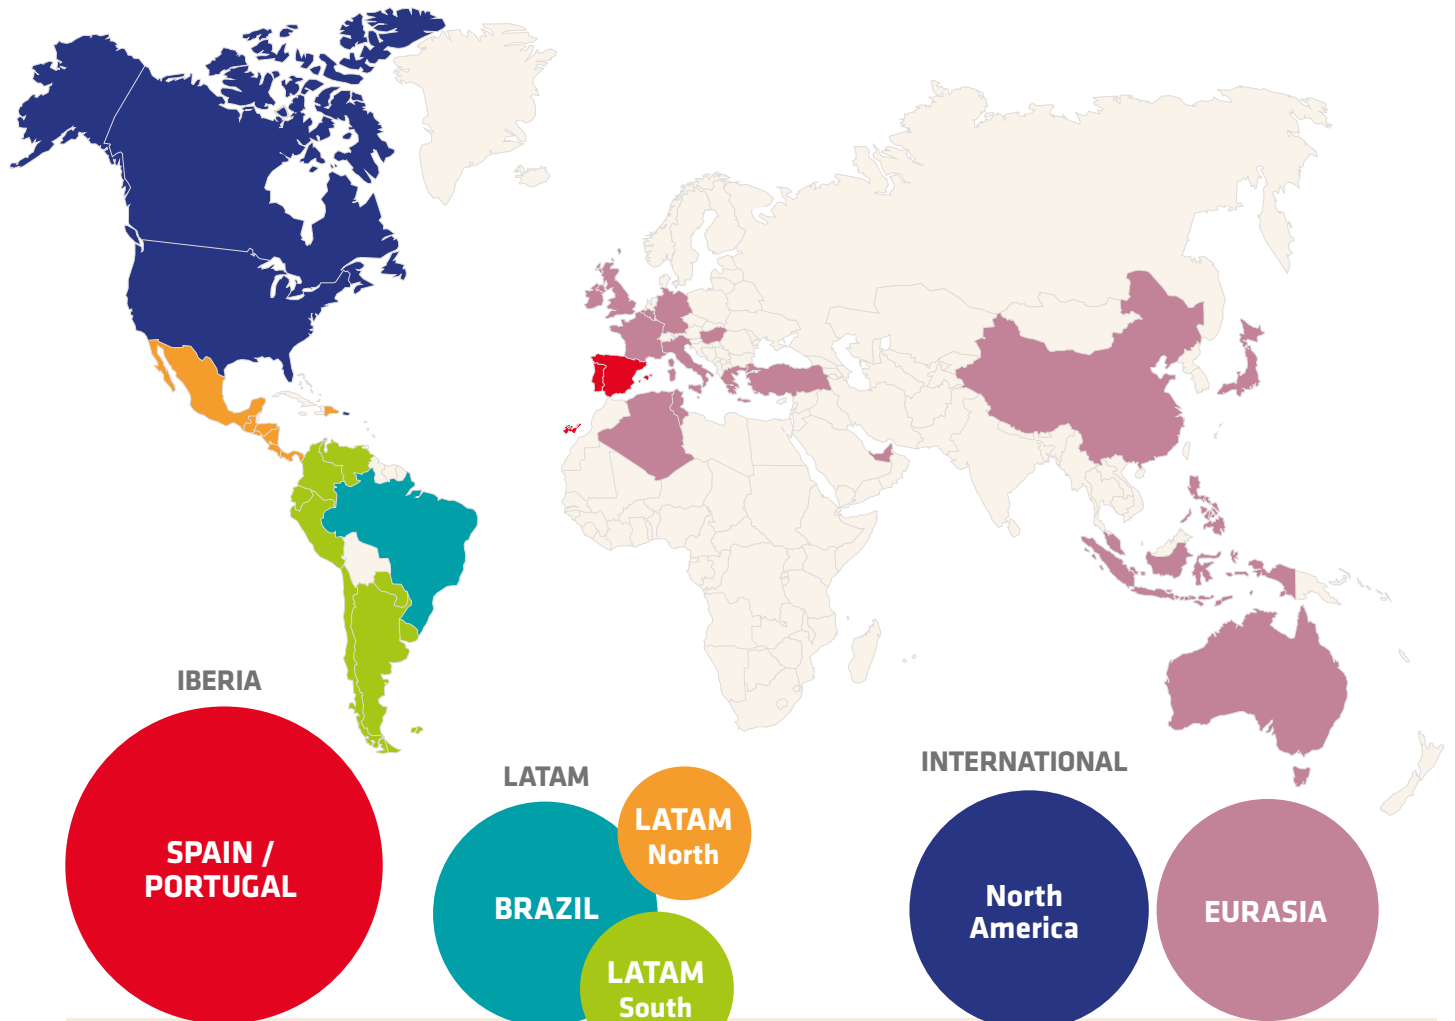 IBERIA
SPAIN /
PORTUGAL
LATAM
BRAZIL
LATAM
North
LATAM
South
INTERNATIONAL
North
America
EURASIA